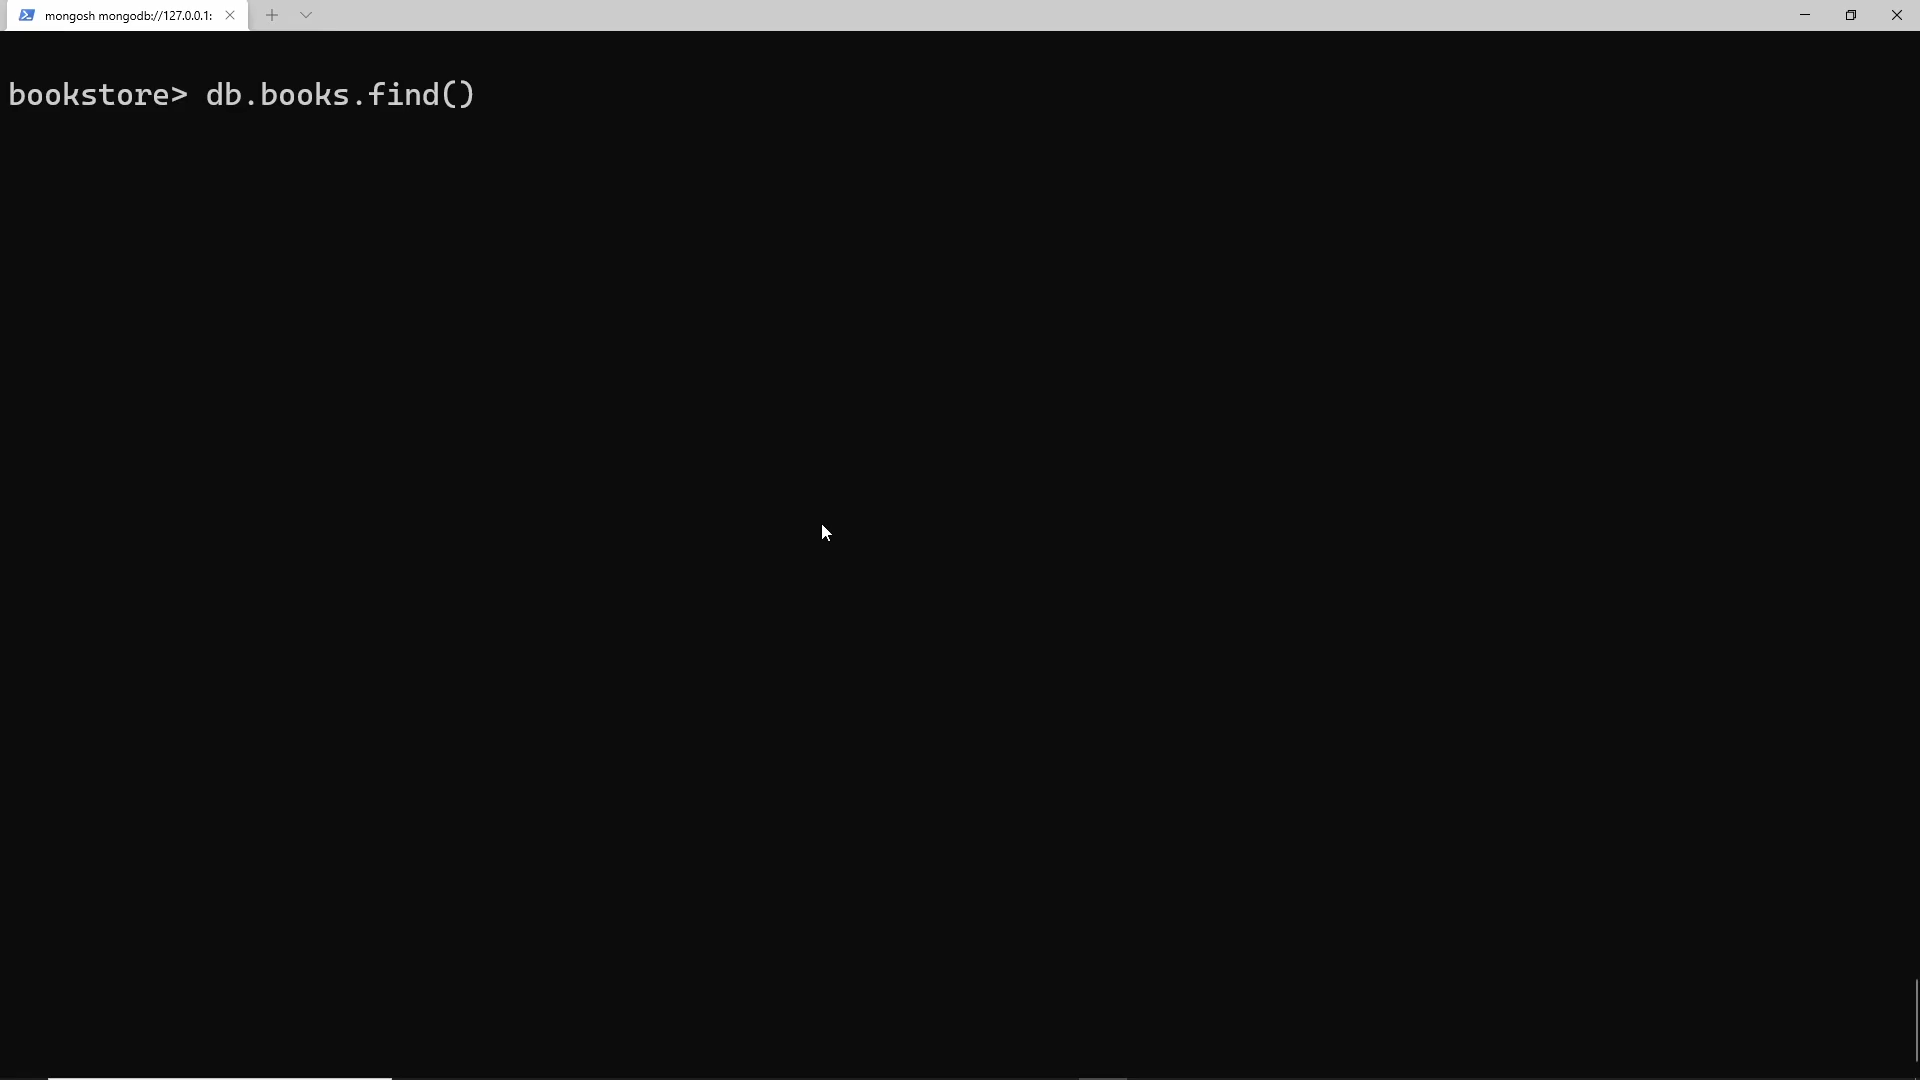 mongosh mongodb://127.0.0.1:
bookstore> db.books.find()